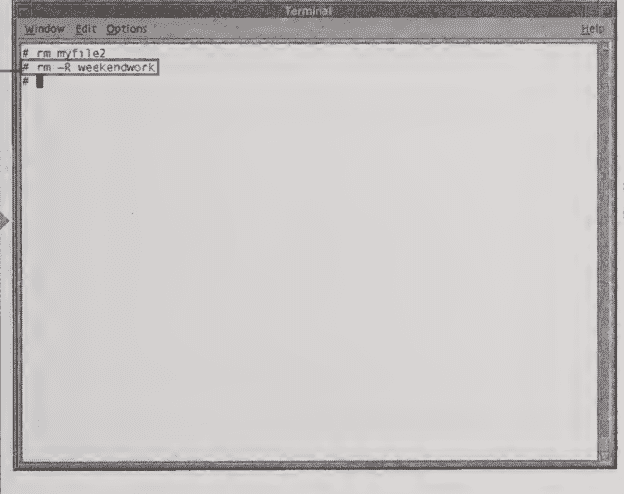 Terminal
Window Edit Options Help
# rm myfile2
# rm -R weekendwork
#